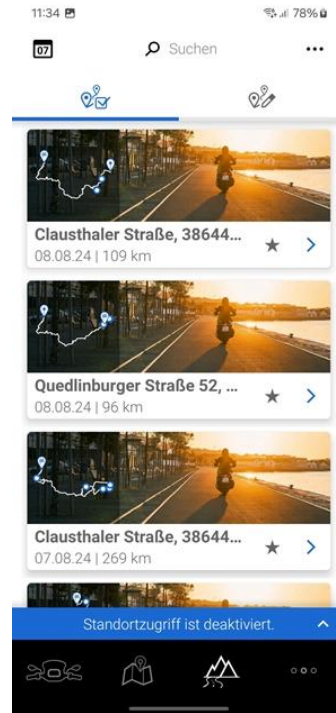 11:34
78%
07
Suchen
Clausthaler Straße, 38644...
08.08.24 | 109 km
Quedlinburger Straße 52, ...
08.08.24 | 96 km
Clausthaler Straße, 38644...
07.08.24 | 269 km
Standortzugriff ist deaktiviert.